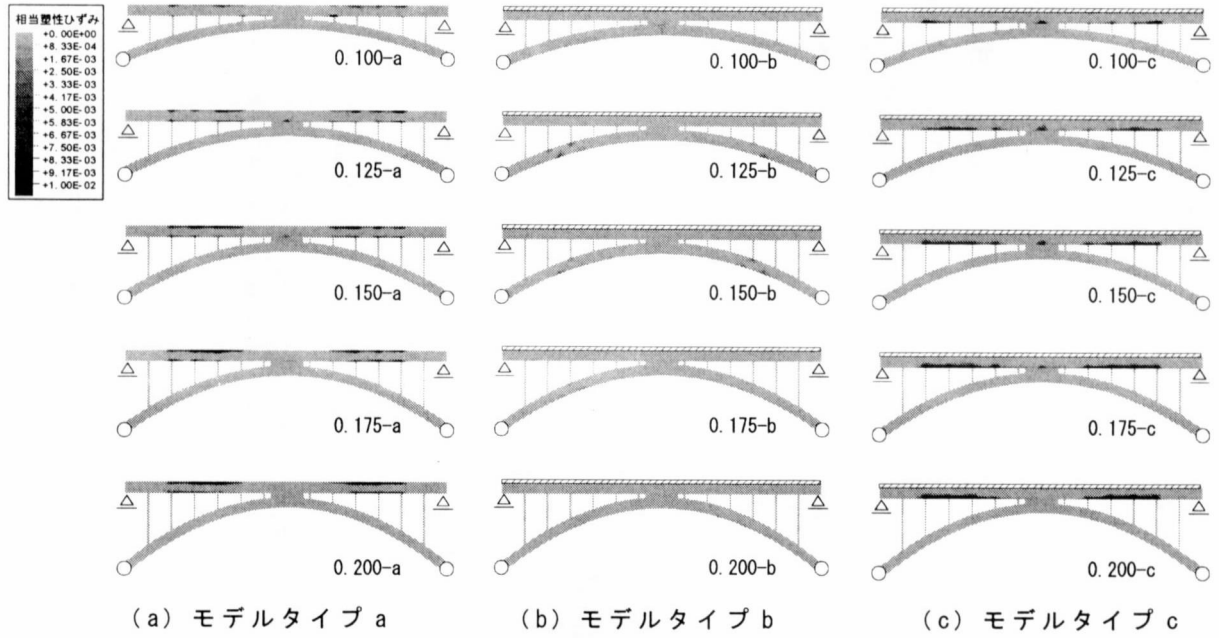 相当塑性ひずみ
+0.00E+00
+8.33E-04
+1.67E-03
+2.50E-03
+3.33E-03
+4.17E-03
+5.00E-03
+5.83E-03
+6.67E-03
+7.50E-03
+8.33E-03
+9.17E-03
+1.00E-02
0.100-a
0.100-b
0.100-c
0.125-a
0.125-b
0.125-c
0.150-a
0.150-b
0.150-c
0.175-a
0.175-b
0.175-c
0.200-a
0.200-b
0.200-c
(a) モデルタイプ a
(b) モデルタイプ b
(c) モデルタイプ c